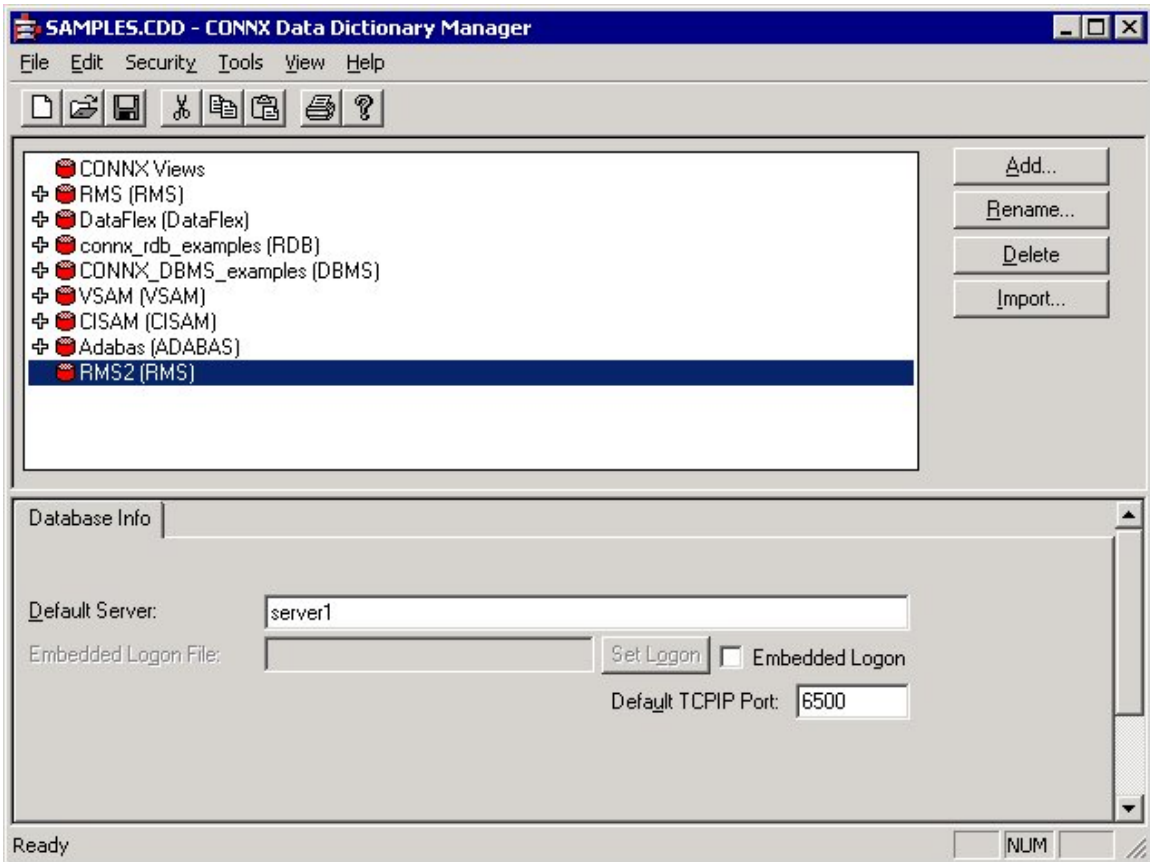 SAMPLES.CDD - CONNX Data Dictionary Manager
File Edit Security Tools View Help
CONNX Views
RMS (RMS)
DataFlex (DataFlex)
connx_rdb_examples (RDB)
CONNX_DBMS_examples (DBMS)
VSAM (VSAM)
CISAM (CISAM)
Adabas (ADABAS)
RMS2 (RMS)
Add...
Rename...
Delete
Import...
Database Info
Default Server: server1
Embedded Logon File: Set Logon Embedded Logon
Default TCPIP Port: 6500
Ready NUM